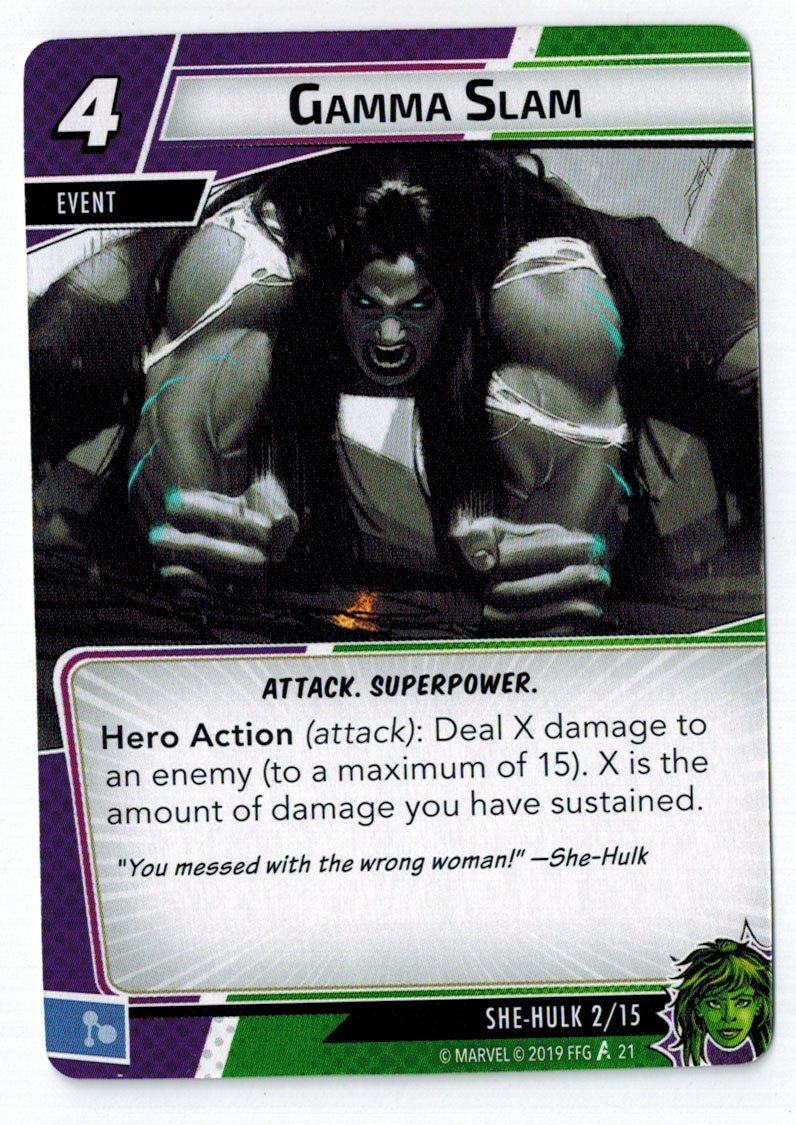 4
GAMMA SLAM
EVENT
ATTACK. SUPERPOWER.
Hero Action (attack): Deal X damage to
an enemy (to a maximum of 15). X is the
amount of damage you have sustained.
"You messed with the wrong woman!" —She-Hulk
SHE-HULK 2/15
© MARVEL © 2019 FFG 21